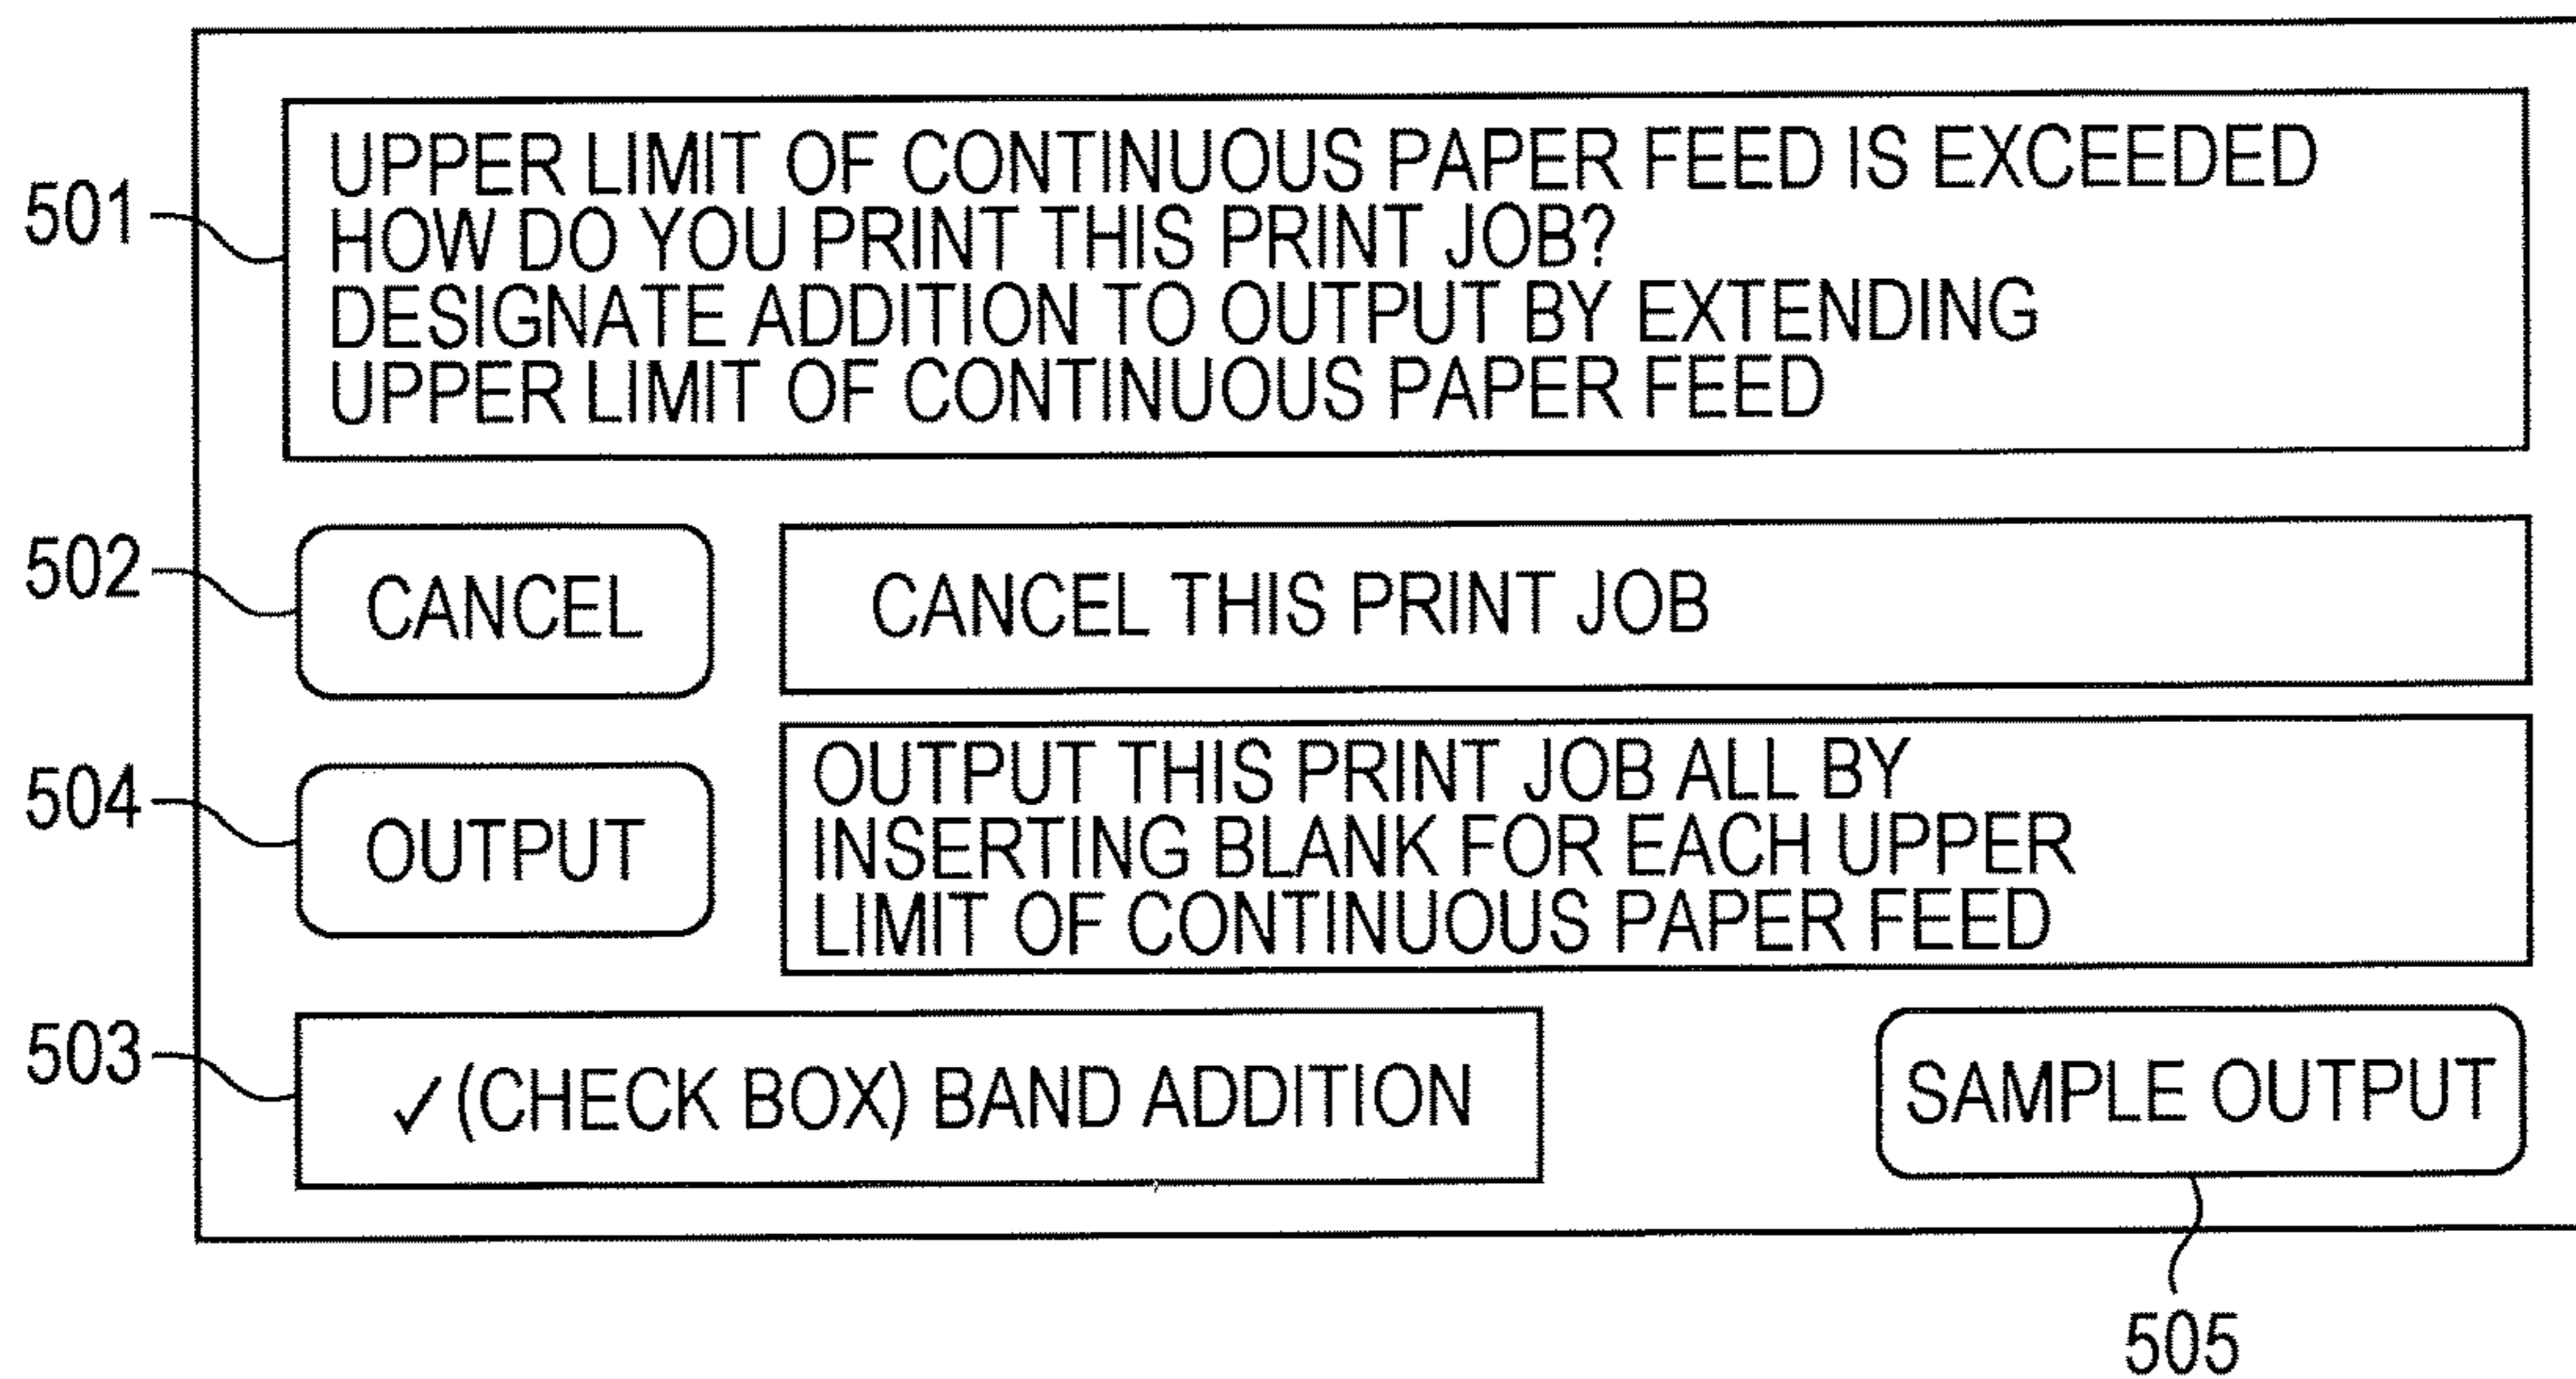 501
UPPER LIMIT OF CONTINUOUS PAPER FEED IS EXCEEDED
HOW DO YOU PRINT THIS PRINT JOB?
DESIGNATE ADDITION TO OUTPUT BY EXTENDING
UPPER LIMIT OF CONTINUOUS PAPER FEED
502
CANCEL
CANCEL THIS PRINT JOB
504
OUTPUT
OUTPUT THIS PRINT JOB ALL BY
INSERTING BLANK FOR EACH UPPER
LIMIT OF CONTINUOUS PAPER FEED
503
✓(CHECK BOX) BAND ADDITION
SAMPLE OUTPUT
505